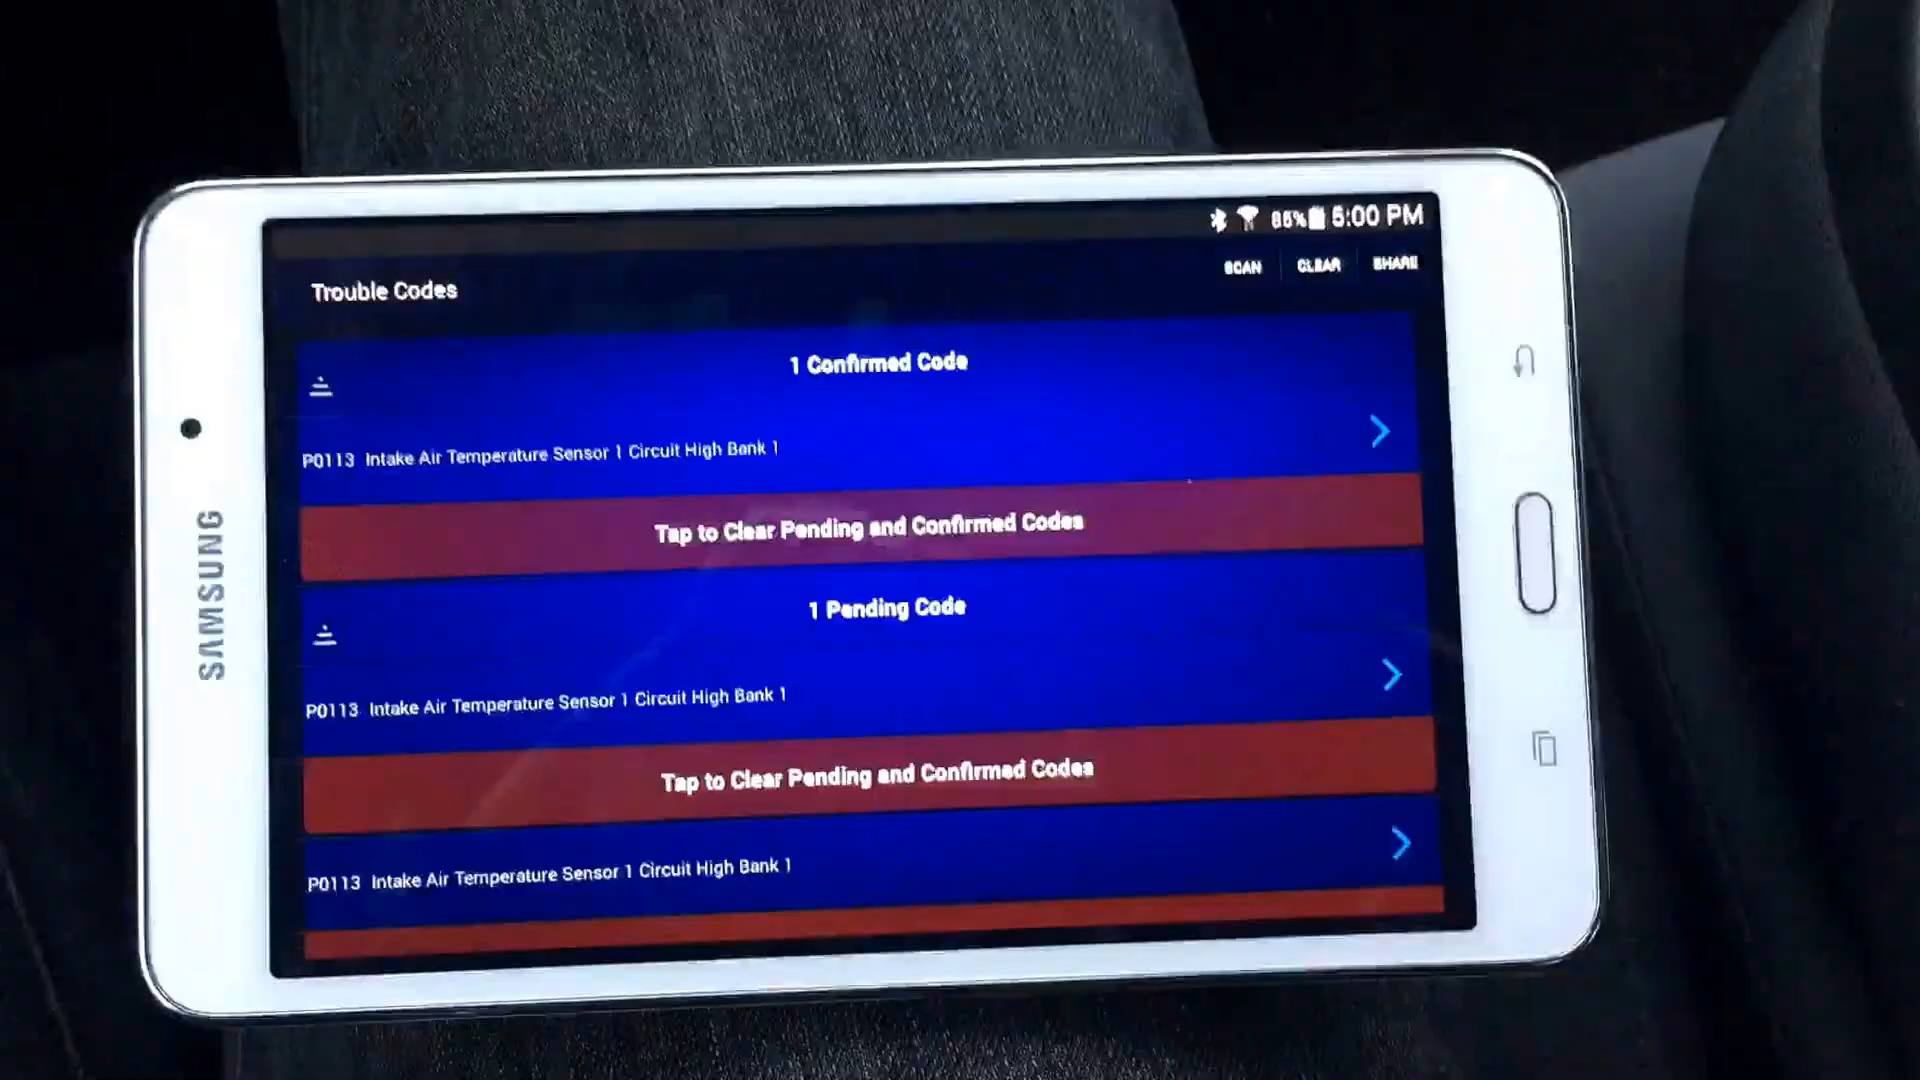 86% 5:00 PM
Trouble Codes
SCAN CLEAR SHARE
1 Confirmed Code
P0113 Intake Air Temperature Sensor 1 Circuit High Bank 1
Tap to Clear Pending and Confirmed Codes
1 Pending Code
P0113 Intake Air Temperature Sensor 1 Circuit High Bank 1
Tap to Clear Pending and Confirmed Codes
P0113 Intake Air Temperature Sensor 1 Circuit High Bank 1
SAMSUNG